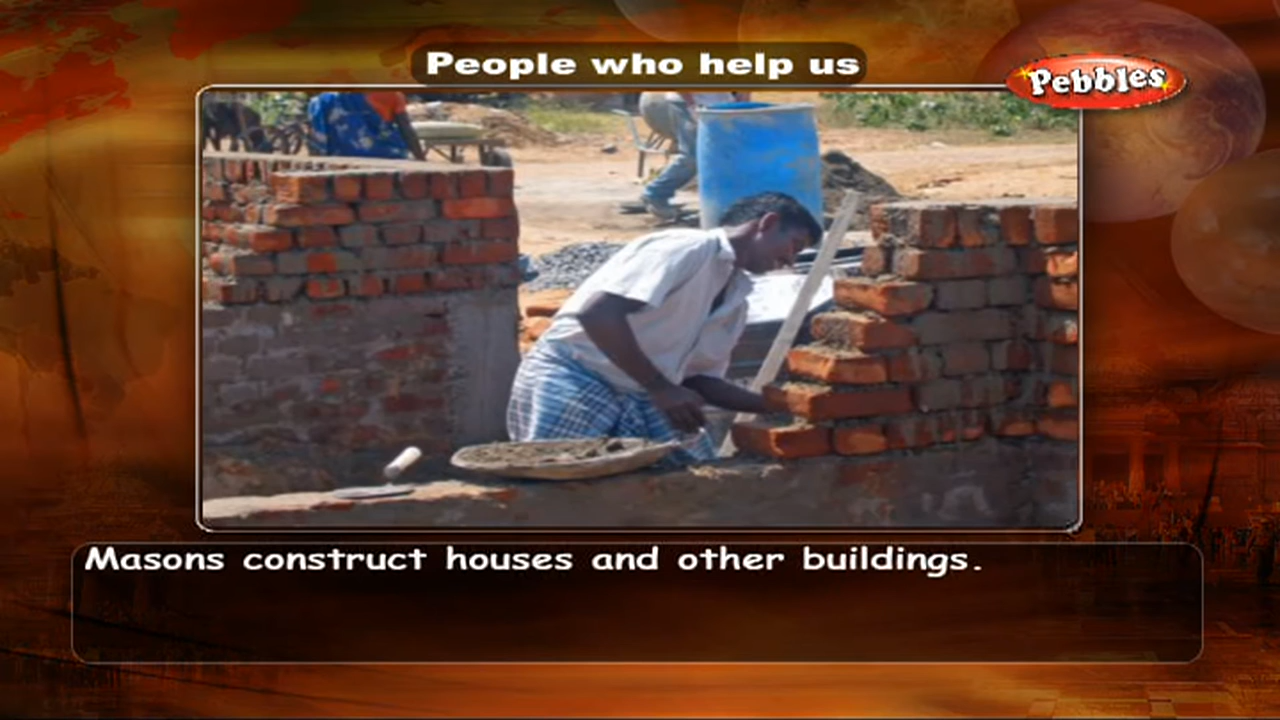 People who help us
Pebbles
Masons construct houses and other buildings.